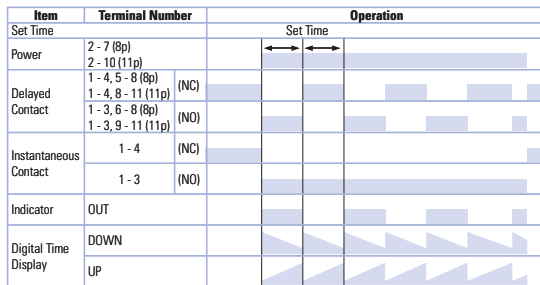 Item Terminal Number Operation
Set Time Set Time
Power 2 - 7 (8p)
2 - 10 (11p)
Delayed
Contact
1 - 4, 5 - 8 (8p)
1 - 4, 8 - 11 (11p)
(NC)
1 - 3, 6 - 8 (8p)
1 - 3, 9 - 11 (11p)
(NO)
Instantaneous
Contact
1 - 4 (NC)
1 - 3 (NO)
Indicator OUT
Digital Time
Display
DOWN
UP